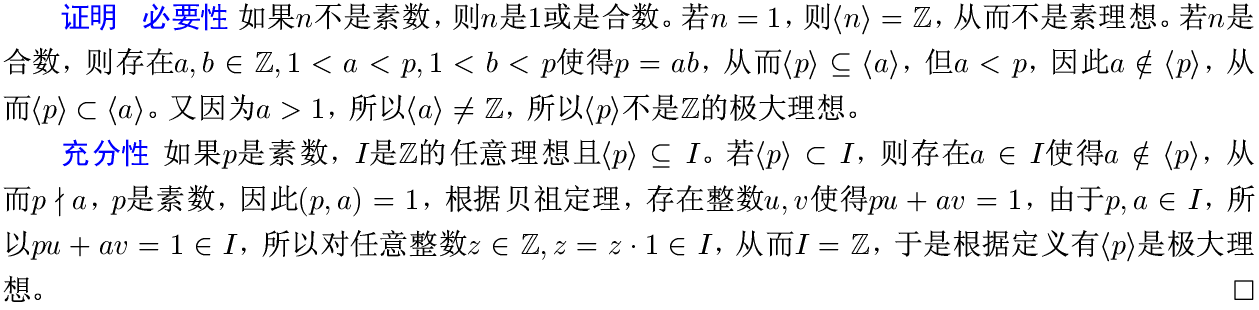 证明 必要性 如果n不是素数，则n是1或是合数。若n = 1，则⟨n⟩ = ℤ，从而不是素理想。若n是
合数，则存在a, b ∈ ℤ, 1 < a < p, 1 < b < p使得p = ab，从而⟨p⟩ ⊆ ⟨a⟩，但a < p，因此a ∉ ⟨p⟩，从
而⟨p⟩ ⊂ ⟨a⟩。又因为a > 1，所以⟨a⟩ ≠ ℤ，所以⟨p⟩不是ℤ的极大理想。
充分性 如果p是素数，I是ℤ的任意理想且⟨p⟩ ⊆ I。若⟨p⟩ ⊂ I，则存在a ∈ I使得a ∉ ⟨p⟩，从
而p ∤ a，p是素数，因此(p, a) = 1，根据贝祖定理，存在整数u, v使得pu + av = 1，由于p, a ∈ I，所
以pu + av = 1 ∈ I，所以对任意整数z ∈ ℤ, z = z · 1 ∈ I，从而I = ℤ，于是根据定义有⟨p⟩是极大理
想。 □